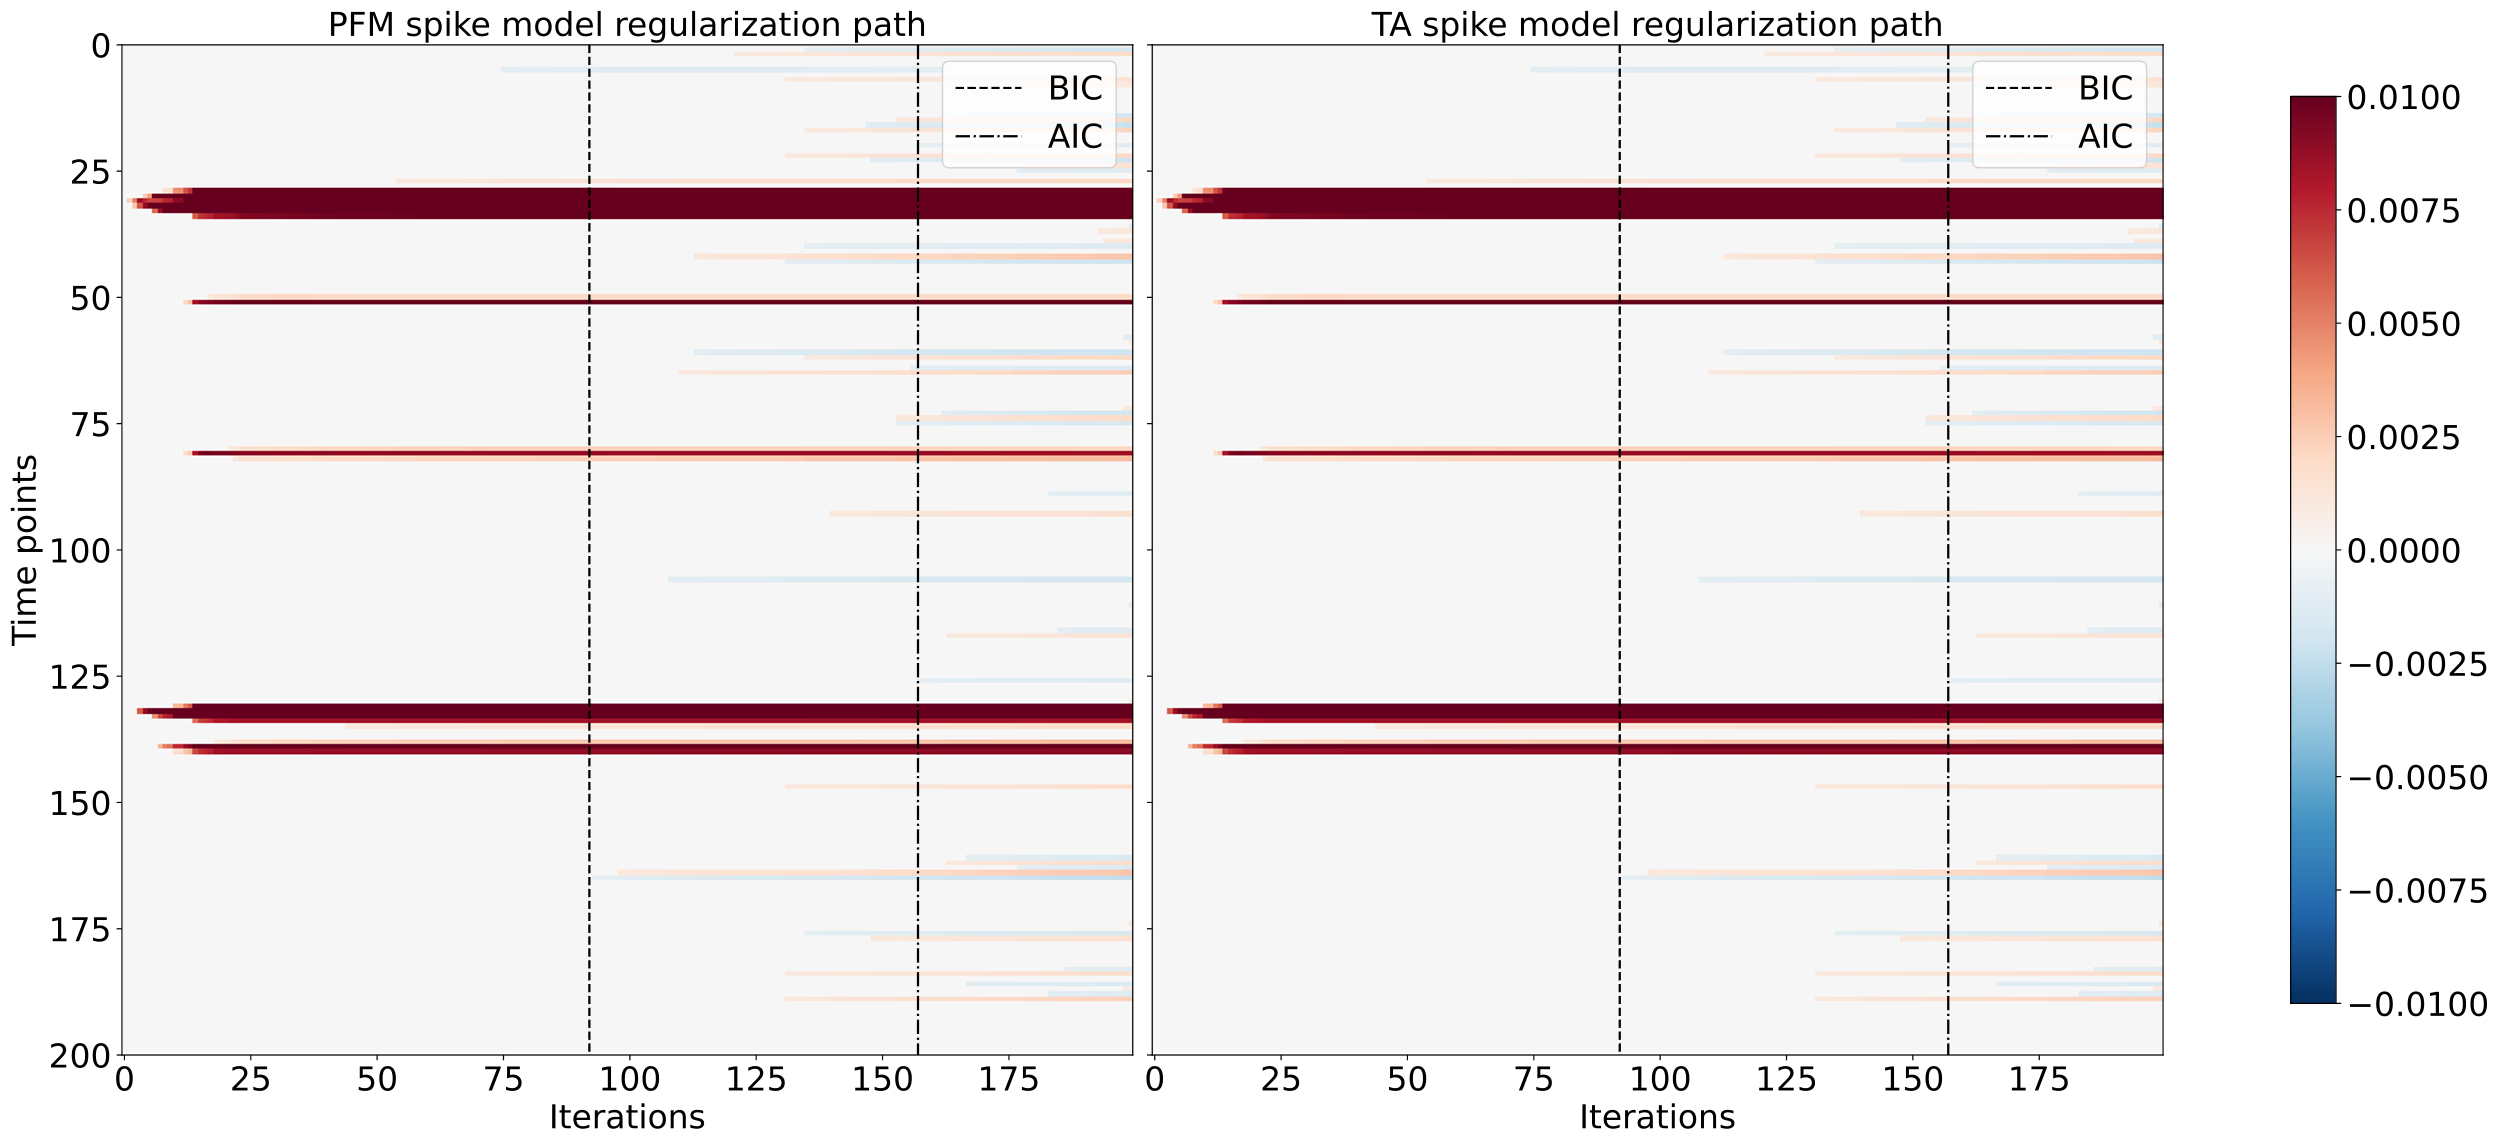 PFM spike model regularization path
TA spike model regularization path
BIC
AIC
BIC
AIC
Time points
0
25
50
75
100
125
150
175
200
0 25 50 75 100 125 150 175
0 25 50 75 100 125 150 175
Iterations
Iterations
0.0100
0.0075
0.0050
0.0025
0.0000
−0.0025
−0.0050
−0.0075
−0.0100